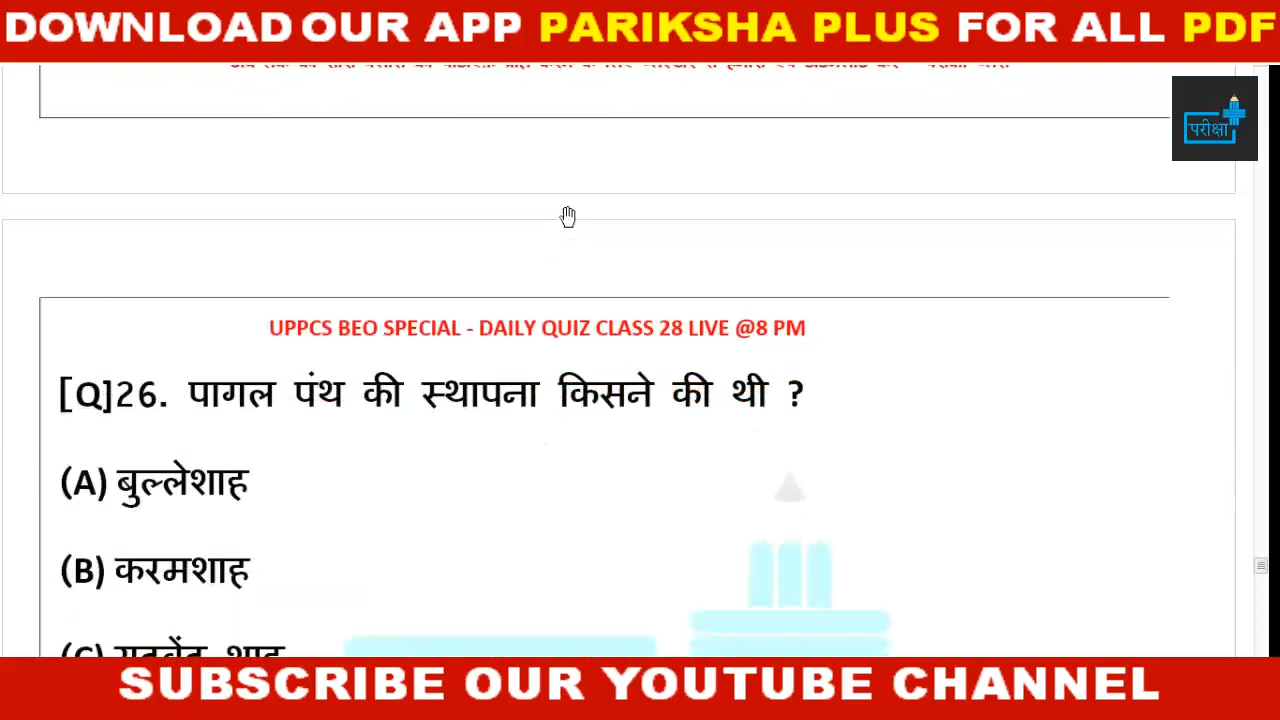 DOWNLOAD OUR APP PARIKSHA PLUS FOR ALL PDF
परीक्षा
UPPCS BEO SPECIAL - DAILY QUIZ CLASS 28 LIVE @8 PM
[Q]26. पागल पंथ की स्थापना किसने की थी ?
(A) बुल्लेशाह
(B) करमशाह
SUBSCRIBE OUR YOUTUBE CHANNEL